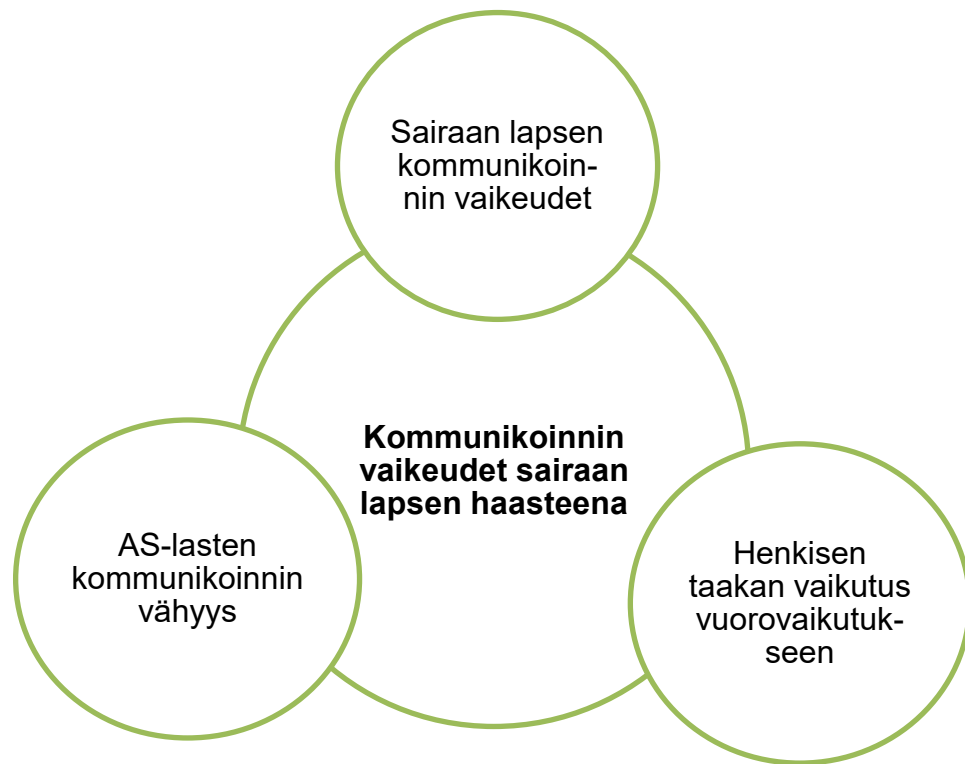 Sairaan lapsen
kommunikoin-
nin vaikeudet
Kommunikoinnin
vaikeudet sairaan
lapsen haasteena
AS-lasten
kommunikoinnin
vähyys
Henkisen
taakan vaikutus
vuorovaikutuk-
seen